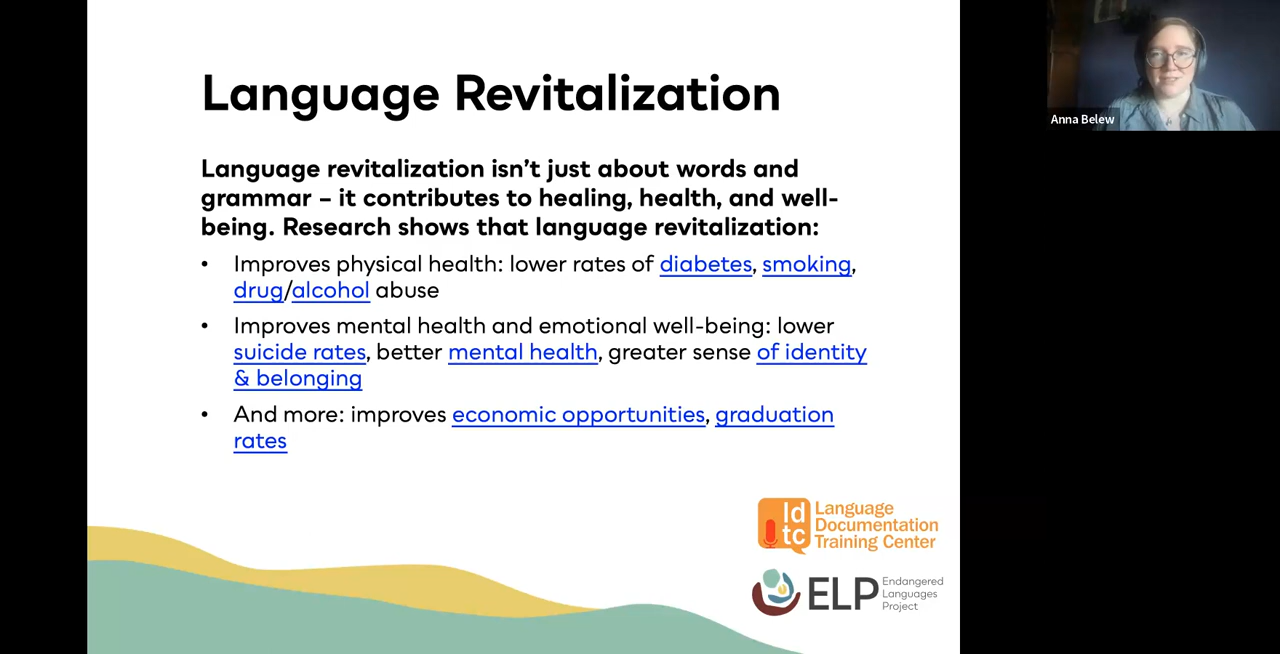 Language Revitalization
Language revitalization isn’t just about words and
grammar – it contributes to healing, health, and well-
being. Research shows that language revitalization:
• Improves physical health: lower rates of diabetes, smoking,
drug/alcohol abuse
• Improves mental health and emotional well-being: lower
suicide rates, better mental health, greater sense of identity
& belonging
• And more: improves economic opportunities, graduation
rates
ld
tc
Language
Documentation
Training Center
ELP
Endangered
Languages
Project
Anna Belew